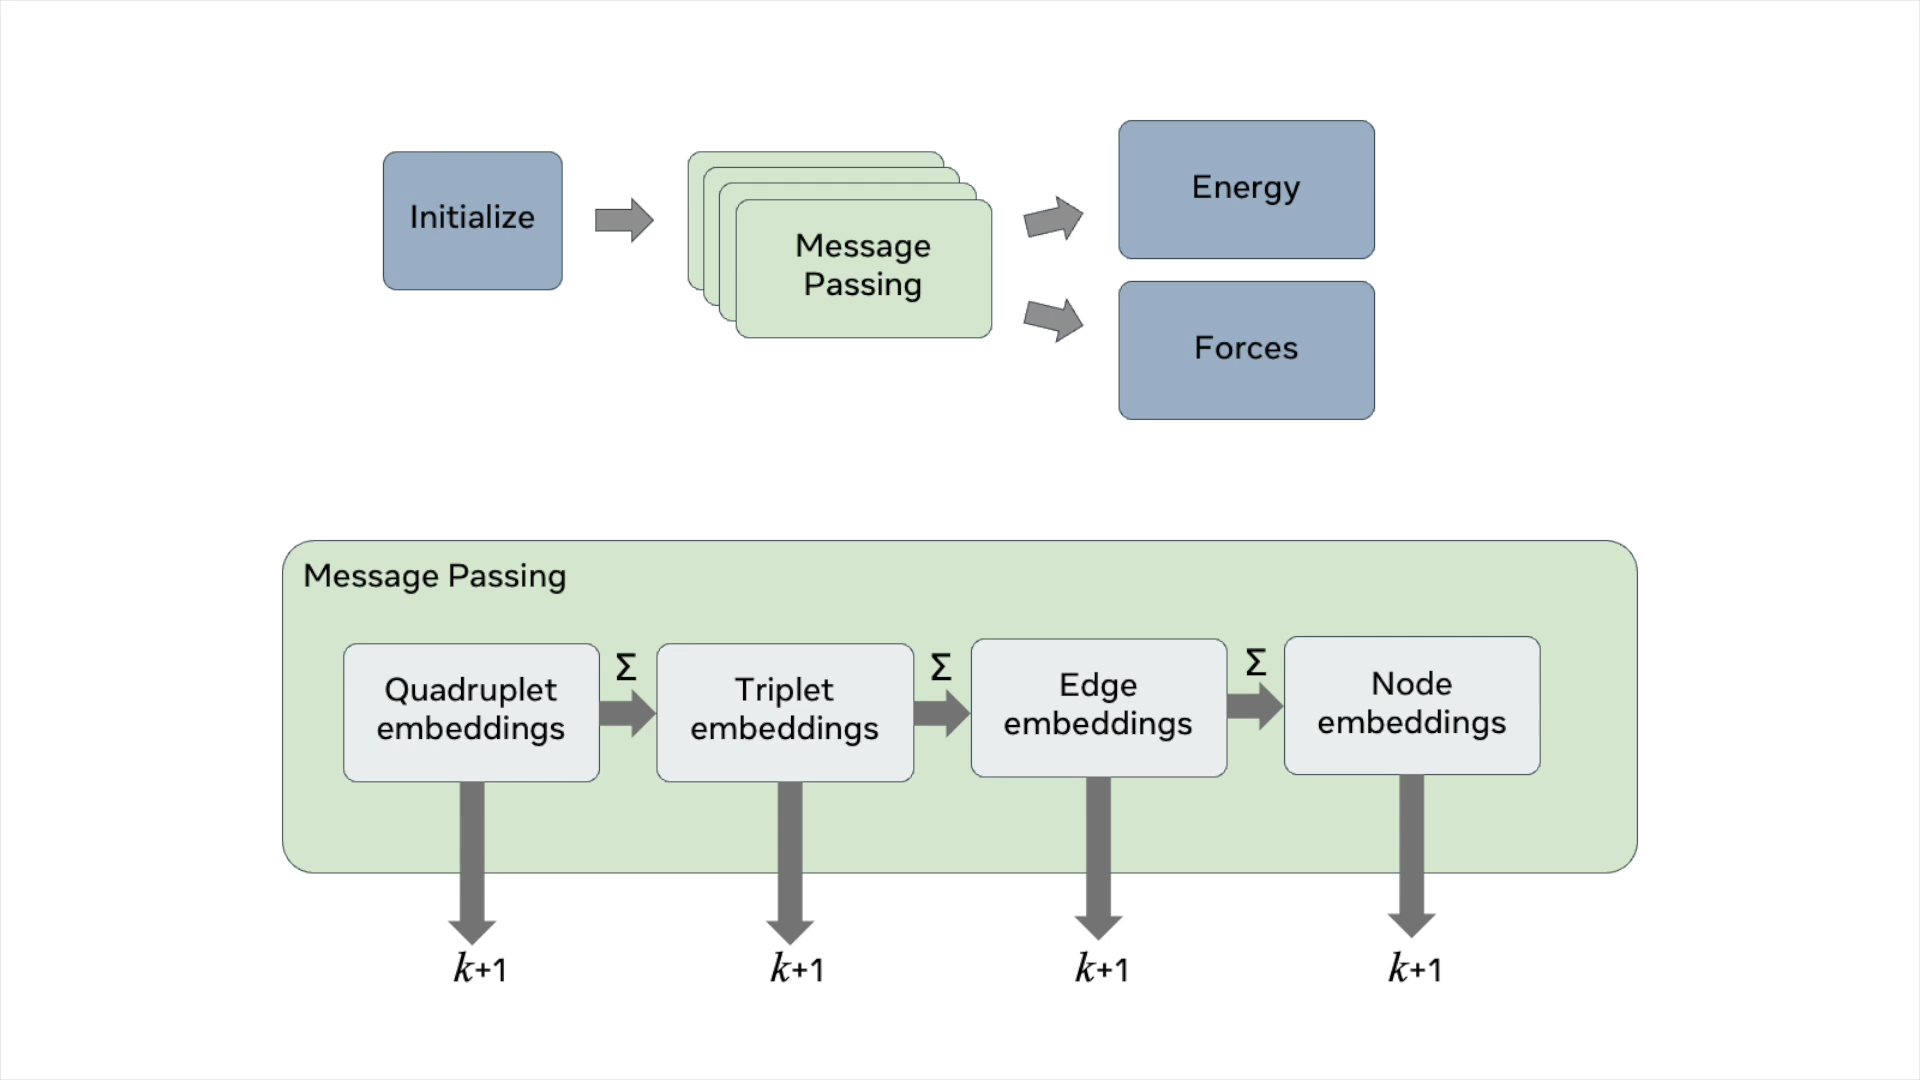 Initialize
Message
Passing
Energy
Forces
Message Passing
Quadruplet
embeddings
Σ
Triplet
embeddings
Σ
Edge
embeddings
Σ
Node
embeddings
k+1
k+1
k+1
k+1